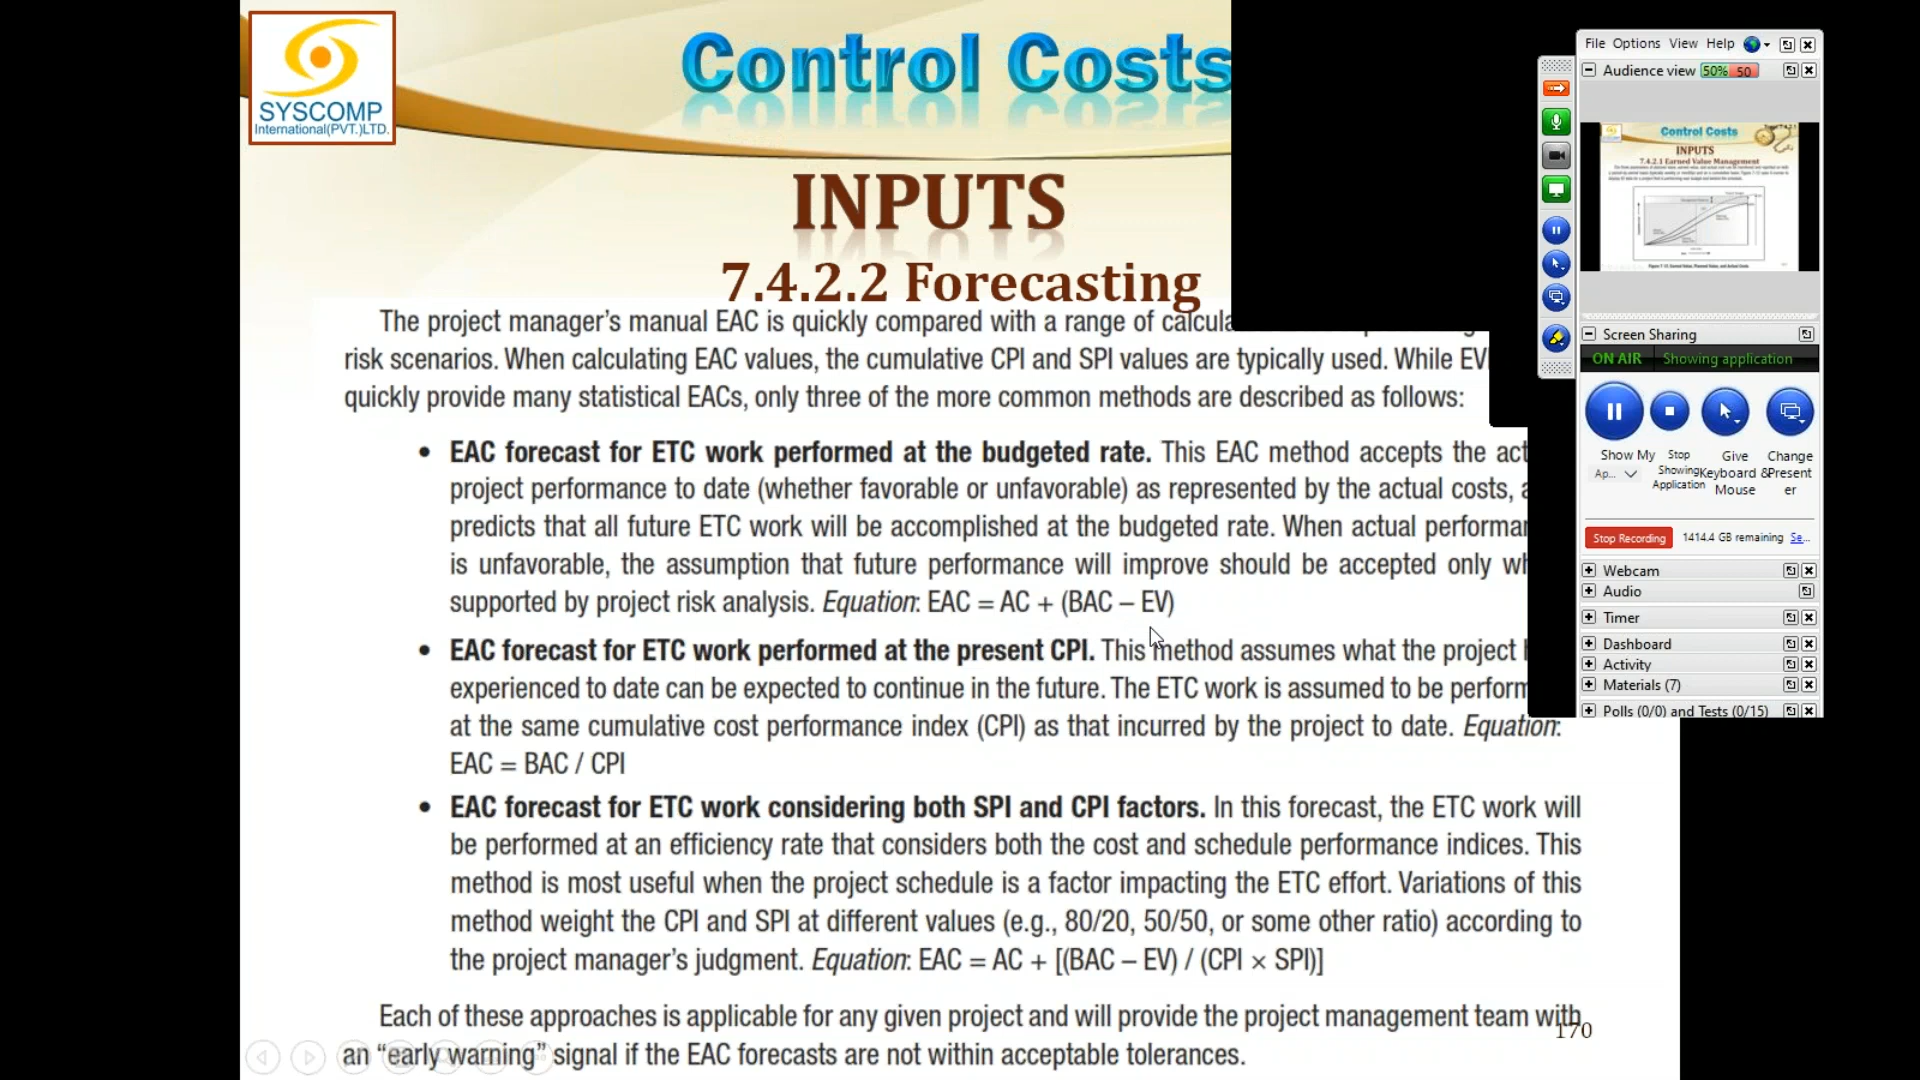 SYSCOMP
International(PVT.)LTD.
Control Costs
INPUTS
7.4.2.2 Forecasting
The project manager's manual EAC is quickly compared with a range of
risk scenarios. When calculating EAC values, the cumulative CPI and SPI values are typically used. While
quickly provide many statistical EACs, only three of the more common methods are described as follows:
• EAC forecast for ETC work performed at the budgeted rate. This EAC method accepts the
project performance to date (whether favorable or unfavorable) as represented by the actual costs,
predicts that all future ETC work will be accomplished at the budgeted rate. When actual
is unfavorable, the assumption that future performance will improve should be accepted only
supported by project risk analysis. Equation: EAC = AC + (BAC – EV)
• EAC forecast for ETC work performed at the present CPI. This method assumes what the project
experienced to date can be expected to continue in the future. The ETC work is assumed to be
at the same cumulative cost performance index (CPI) as that incurred by the project to date. Equation:
EAC = BAC / CPI
• EAC forecast for ETC work considering both SPI and CPI factors. In this forecast, the ETC work will
be performed at an efficiency rate that considers both the cost and schedule performance indices. This
method is most useful when the project schedule is a factor impacting the ETC effort. Variations of this
method weight the CPI and SPI at different values (e.g., 80/20, 50/50, or some other ratio) according to
the project manager's judgment. Equation: EAC = AC + [(BAC – EV) / (CPI × SPI)]
Each of these approaches is applicable for any given project and will provide the project management team with
an "early warning" signal if the EAC forecasts are not within acceptable tolerances.
170
File Options View Help
Audience view 50% 50
Control Costs
INPUTS
7.4.2.1 Earned Value Management
Screen Sharing
ON AIR Showing application
Show My
Ap...
Stop
Showing
Application
Give
Keyboard &
Mouse
Change
Present
er
Stop Recording 1414.4 GB remaining Se...
Webcam
Audio
Timer
Dashboard
Activity
Materials (7)
Polls (0/0) and Tests (0/15)